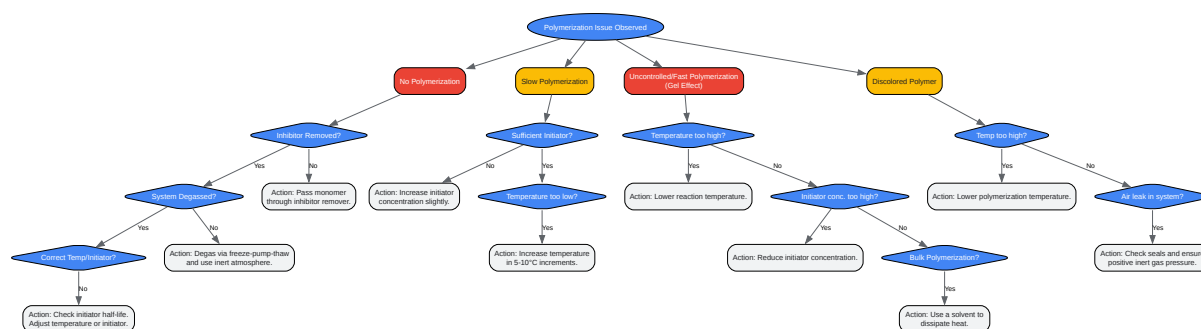 Polymerization Issue Observed
No Polymerization
Slow Polymerization
Uncontrolled/Fast Polymerization
(Gel Effect)
Discolored Polymer
Inhibitor Removed?
Sufficient Initiator?
Temperature too high?
Temp too high?
Yes
No
No
Yes
Yes
No
Yes
No
System Degassed?
Action: Pass monomer
through inhibitor remover.
Action: Increase initiator
concentration slightly.
Temperature too low?
Action: Lower reaction temperature.
Initiator conc. too high?
Action: Lower polymerization temperature.
Air leak in system?
Yes
No
Yes
Yes
No
Yes
Correct Temp/Initiator?
Action: Degas via freeze-pump-thaw
and use inert atmosphere.
Action: Increase temperature
in 5-10°C increments.
Action: Reduce initiator concentration.
Bulk Polymerization?
Action: Check seals and ensure
positive inert gas pressure.
No
Yes
Action: Check initiator half-life.
Adjust temperature or initiator.
Action: Use a solvent to
dissipate heat.